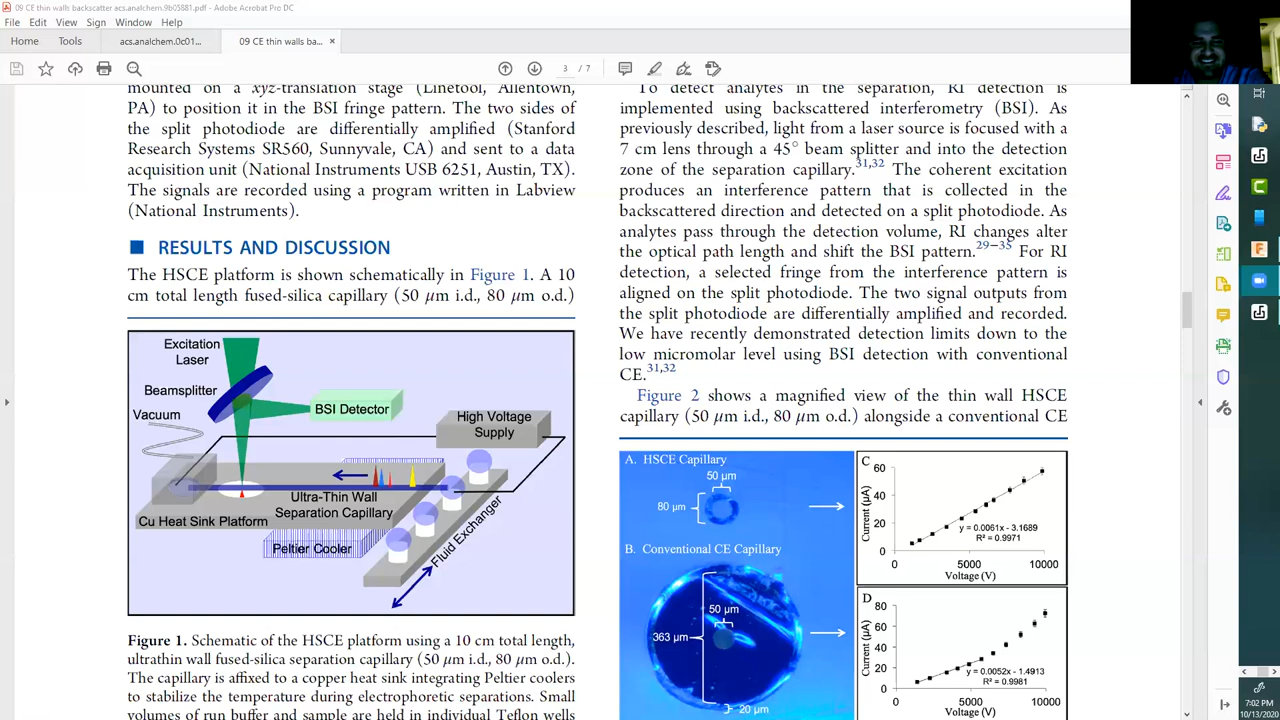 09 CE thin walls backscatter acs.analchem.9b05881.pdf - Adobe Acrobat Pro DC
File Edit View Sign Window Help
Home Tools acs.analchem.0c01... 09 CE thin walls ba... ×
3 / 7
mounted on a xyz-translation stage (Linetool, Allentown,
PA) to position it in the BSI fringe pattern. The two sides of
the split photodiode are differentially amplified (Stanford
Research Systems SR560, Sunnyvale, CA) and sent to a data
acquisition unit (National Instruments USB 6251, Austin, TX).
The signals are recorded using a program written in Labview
(National Instruments).
■ RESULTS AND DISCUSSION
The HSCE platform is shown schematically in Figure 1. A 10
cm total length fused-silica capillary (50 μm i.d., 80 μm o.d.)
Excitation
Laser
Beamsplitter
Vacuum
BSI Detector
High Voltage
Supply
Ultra-Thin Wall
Separation Capillary
Cu Heat Sink Platform
Peltier Cooler
Fluid Exchanger
Figure 1. Schematic of the HSCE platform using a 10 cm total length,
ultrathin wall fused-silica separation capillary (50 μm i.d., 80 μm o.d.).
The capillary is affixed to a copper heat sink integrating Peltier coolers
to stabilize the temperature during electrophoretic separations. Small
volumes of run buffer and sample are held in individual Teflon wells
To detect analytes in the separation, RI detection is
implemented using backscattered interferometry (BSI). As
previously described, light from a laser source is focused with a
7 cm lens through a 45° beam splitter and into the detection
zone of the separation capillary.31,32 The coherent excitation
produces an interference pattern that is collected in the
backscattered direction and detected on a split photodiode. As
analytes pass through the detection volume, RI changes alter
the optical path length and shift the BSI pattern.29−35 For RI
detection, a selected fringe from the interference pattern is
aligned on the split photodiode. The two signal outputs from
the split photodiode are differentially amplified and recorded.
We have recently demonstrated detection limits down to the
low micromolar level using BSI detection with conventional
CE.31,32
Figure 2 shows a magnified view of the thin wall HSCE
capillary (50 μm i.d., 80 μm o.d.) alongside a conventional CE
A. HSCE Capillary
50 μm
80 μm
B. Conventional CE Capillary
50 μm
363 μm
20 μm
C
60
40
20
0
Current (μA)
y = 0.0061x - 3.1689
R² = 0.9971
0 5000 10000
Voltage (V)
D
80
60
40
20
0
Current (μA)
y = 0.0052x - 1.4913
R² = 0.9981
0 5000 10000
Voltage (V)
7:02 PM
10/13/2020